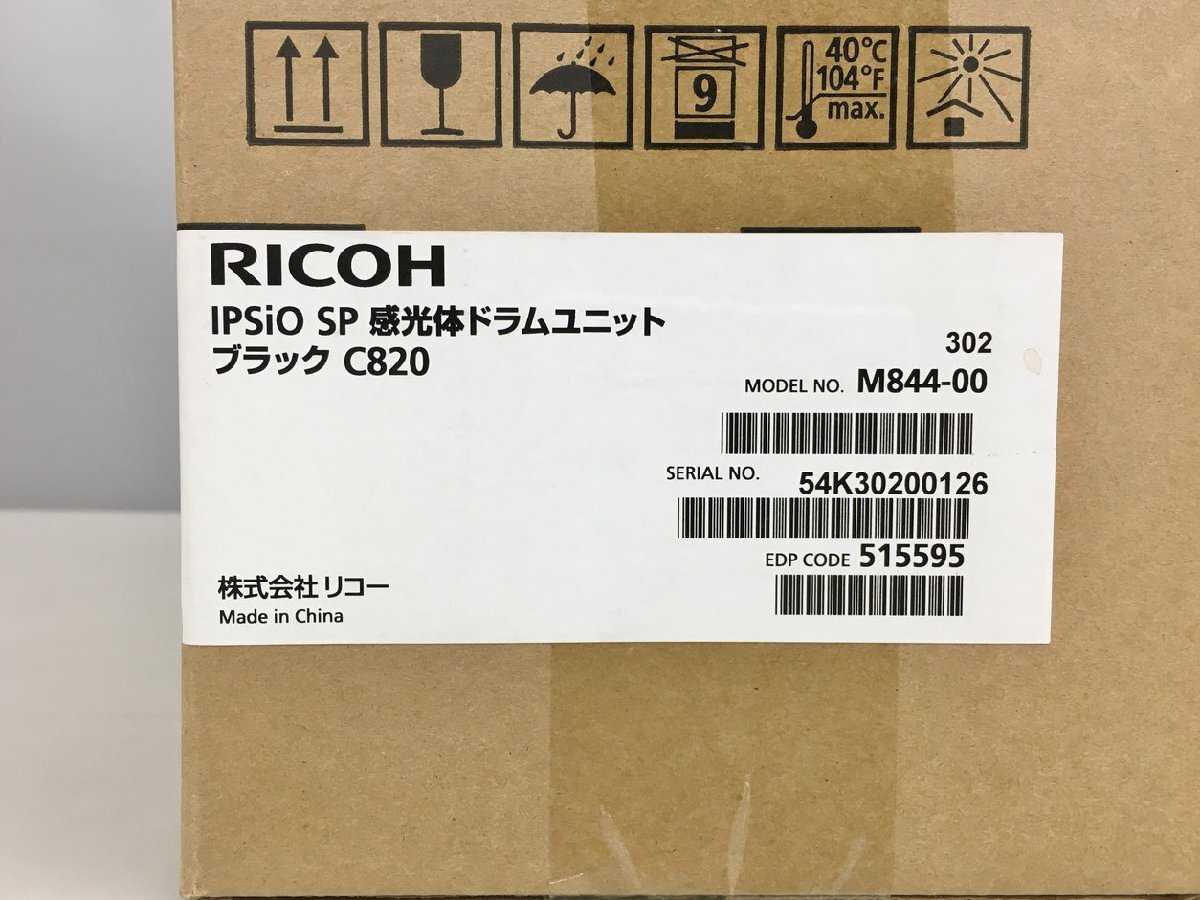 40°C
104°F
max.
9
RICOH
IPSiO SP 感光体ドラムユニット
ブラック C820
302
MODEL NO. M844-00
SERIAL NO. 54K30200126
EDP CODE 515595
株式会社リコー
Made in China